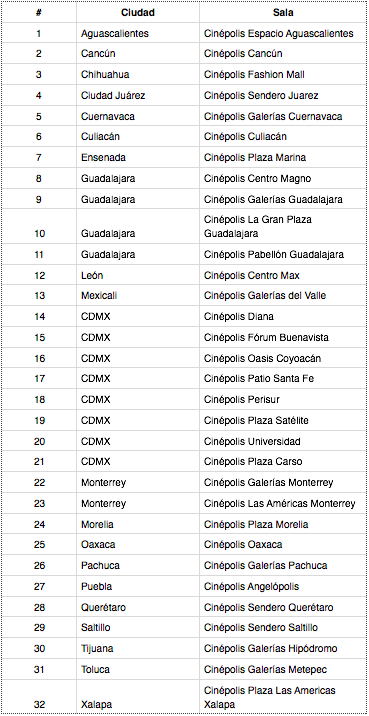 # Ciudad Sala
1 Aguascalientes Cinépolis Espacio Aguascalientes
2 Cancún Cinépolis Cancún
3 Chihuahua Cinépolis Fashion Mall
4 Ciudad Juárez Cinépolis Sendero Juarez
5 Cuernavaca Cinépolis Galerías Cuernavaca
6 Culiacán Cinépolis Culiacán
7 Ensenada Cinépolis Plaza Marina
8 Guadalajara Cinépolis Centro Magno
9 Guadalajara Cinépolis Galerías Guadalajara
Cinépolis La Gran Plaza
10 Guadalajara Guadalajara
11 Guadalajara Cinépolis Pabellón Guadalajara
12 León Cinépolis Centro Max
13 Mexicali Cinépolis Galerías del Valle
14 CDMX Cinépolis Diana
15 CDMX Cinépolis Fórum Buenavista
16 CDMX Cinépolis Oasis Coyoacán
17 CDMX Cinépolis Patio Santa Fe
18 CDMX Cinépolis Perisur
19 CDMX Cinépolis Plaza Satélite
20 CDMX Cinépolis Universidad
21 CDMX Cinépolis Plaza Carso
22 Monterrey Cinépolis Galerías Monterrey
23 Monterrey Cinépolis Las Américas Monterrey
24 Morelia Cinépolis Plaza Morelia
25 Oaxaca Cinépolis Oaxaca
26 Pachuca Cinépolis Galerías Pachuca
27 Puebla Cinépolis Angelópolis
28 Querétaro Cinépolis Sendero Querétaro
29 Saltillo Cinépolis Sendero Saltillo
30 Tijuana Cinépolis Galerías Hipódromo
31 Toluca Cinépolis Galerías Metepec
Cinépolis Plaza Las Americas
32 Xalapa Xalapa